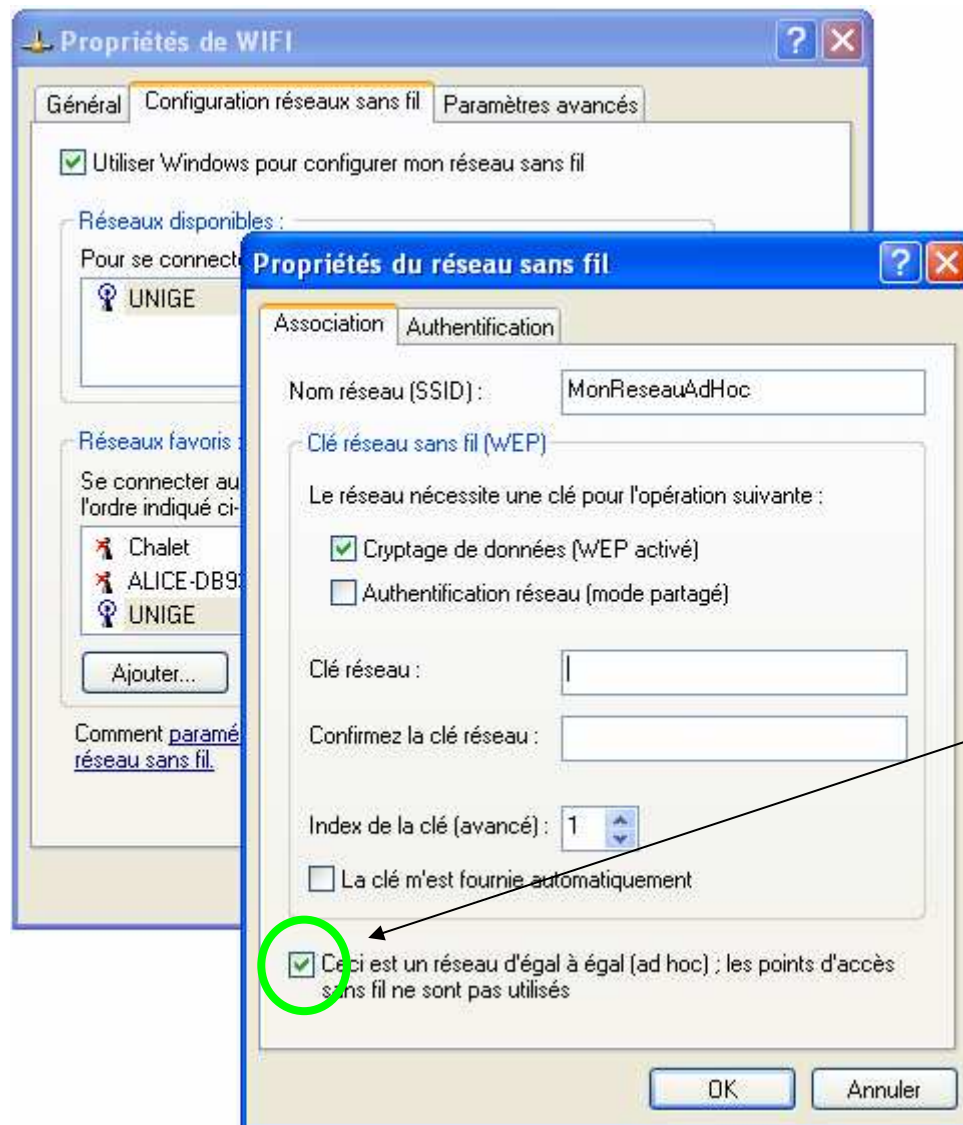 Propriétés de WIFI
Général Configuration réseaux sans fil Paramètres avancés
Utiliser Windows pour configurer mon réseau sans fil
Réseaux disponibles :
Pour se connect
UNIGE
Réseaux favoris :
Se connecter au
l'ordre indiqué ci-
Chalet
ALICE-DB93
UNIGE
Ajouter...
Comment paramé
réseau sans fil.
Propriétés du réseau sans fil
Association Authentification
Nom réseau (SSID) : MonReseauAdHoc
Clé réseau sans fil (WEP)
Le réseau nécessite une clé pour l'opération suivante :
Cryptage de données (WEP activé)
Authentification réseau (mode partagé)
Clé réseau :
Confirmez la clé réseau :
Index de la clé (avancé) : 1
La clé m'est fournie automatiquement
Ceci est un réseau d'égal à égal (ad hoc) ; les points d'accès
sans fil ne sont pas utilisés
OK Annuler